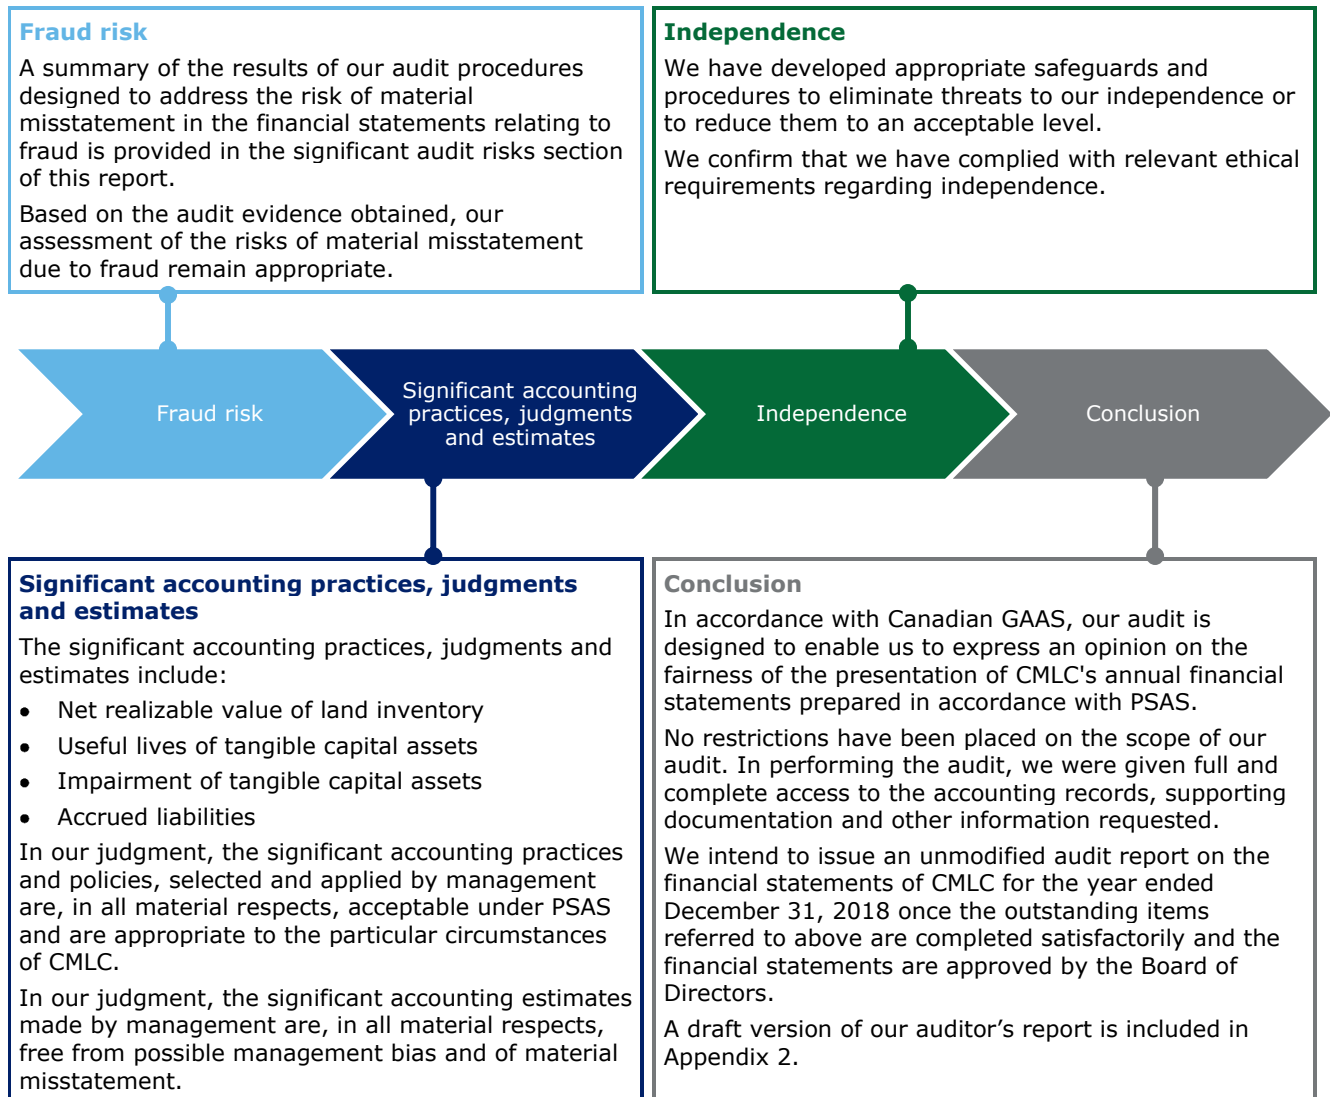 Fraud risk
A summary of the results of our audit procedures
designed to address the risk of material
misstatement in the financial statements relating to
fraud is provided in the significant audit risks section
of this report.
Based on the audit evidence obtained, our
assessment of the risks of material misstatement
due to fraud remain appropriate.
Independence
We have developed appropriate safeguards and
procedures to eliminate threats to our independence or
to reduce them to an acceptable level.
We confirm that we have complied with relevant ethical
requirements regarding independence.
Fraud risk
Significant accounting
practices, judgments
and estimates
Independence
Conclusion
Significant accounting practices, judgments
and estimates
The significant accounting practices, judgments and
estimates include:
• Net realizable value of land inventory
• Useful lives of tangible capital assets
• Impairment of tangible capital assets
• Accrued liabilities
In our judgment, the significant accounting practices
and policies, selected and applied by management
are, in all material respects, acceptable under PSAS
and are appropriate to the particular circumstances
of CMLC.
In our judgment, the significant accounting estimates
made by management are, in all material respects,
free from possible management bias and of material
misstatement.
Conclusion
In accordance with Canadian GAAS, our audit is
designed to enable us to express an opinion on the
fairness of the presentation of CMLC's annual financial
statements prepared in accordance with PSAS.
No restrictions have been placed on the scope of our
audit. In performing the audit, we were given full and
complete access to the accounting records, supporting
documentation and other information requested.
We intend to issue an unmodified audit report on the
financial statements of CMLC for the year ended
December 31, 2018 once the outstanding items
referred to above are completed satisfactorily and the
financial statements are approved by the Board of
Directors.
A draft version of our auditor’s report is included in
Appendix 2.